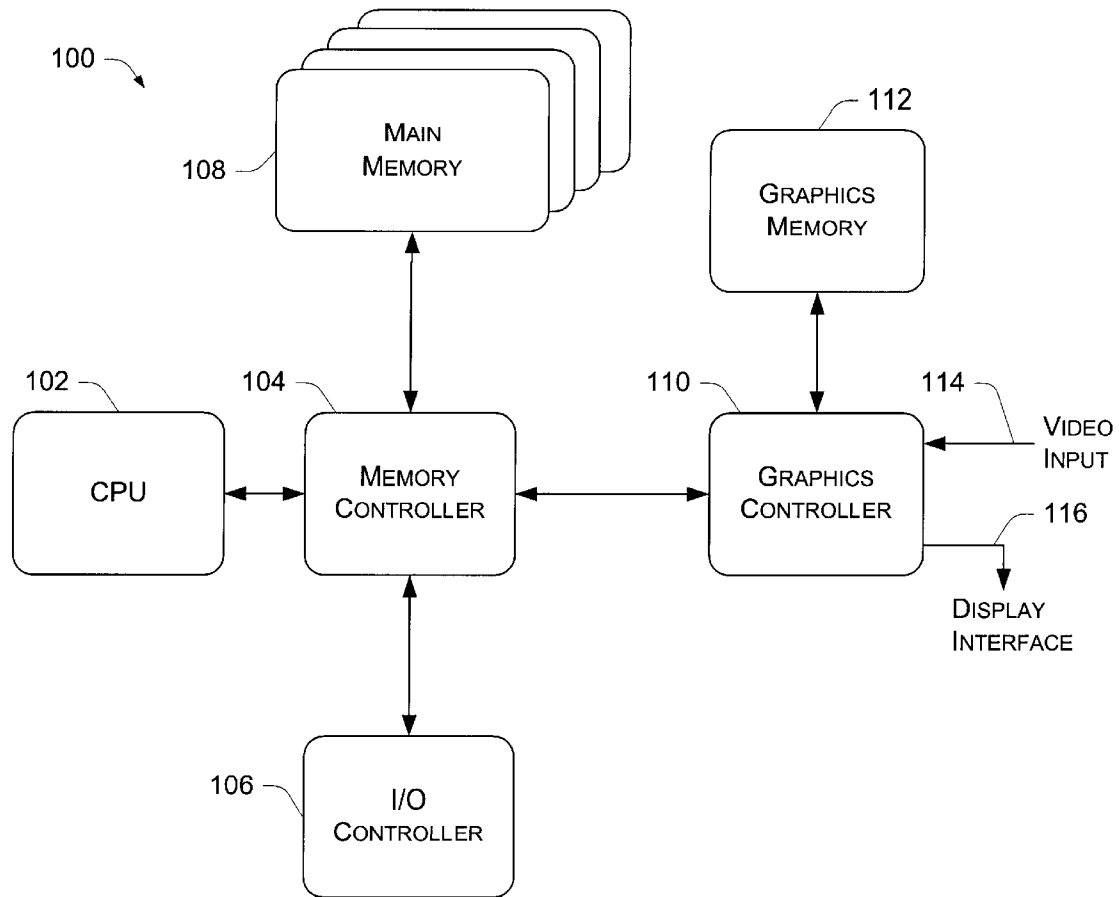 100
MAIN
MEMORY
108
112
GRAPHICS
MEMORY
102
CPU
104
MEMORY
CONTROLLER
110
GRAPHICS
CONTROLLER
114
VIDEO
INPUT
116
DISPLAY
INTERFACE
106
I/O
CONTROLLER